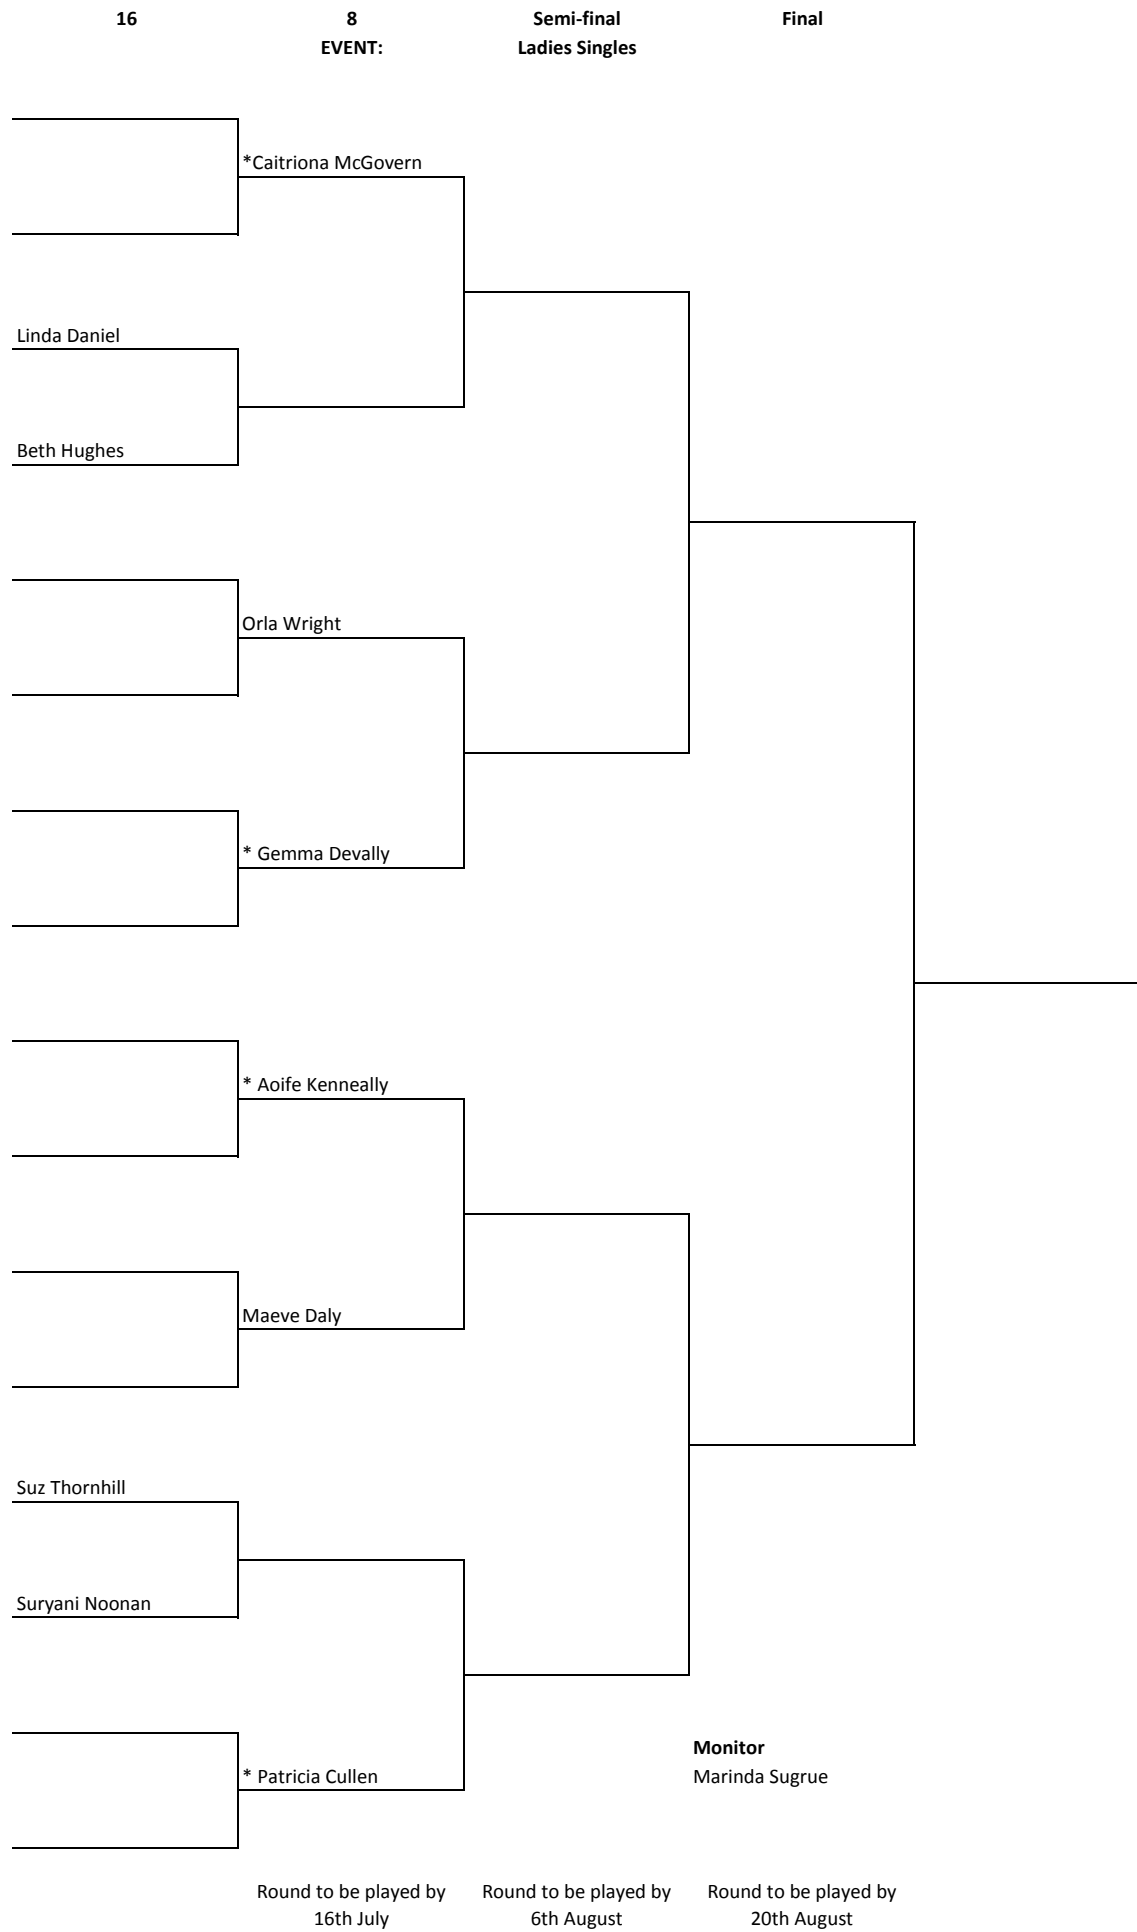 16 8 Semi-final Final
EVENT: Ladies Singles
*Caitriona McGovern
Linda Daniel
Beth Hughes
Orla Wright
* Gemma Devally
* Aoife Kenneally
Maeve Daly
Suz Thornhill
Suryani Noonan
Monitor
* Patricia Cullen Marinda Sugrue
Round to be played by Round to be played by Round to be played by
16th July 6th August 20th August